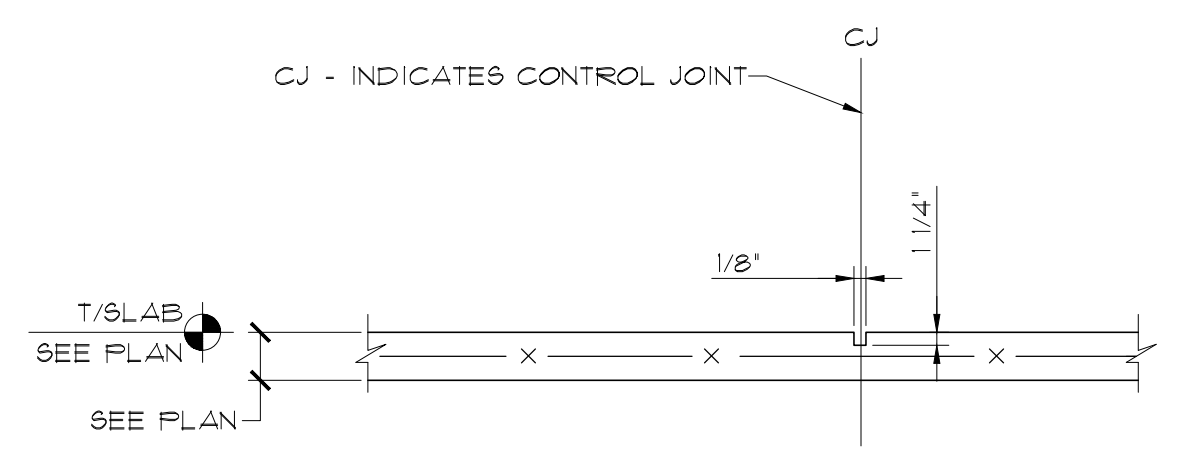 CJ
CJ - INDICATES CONTROL JOINT
1 1/4"
1/8"
T/SLAB
SEE PLAN
SEE PLAN